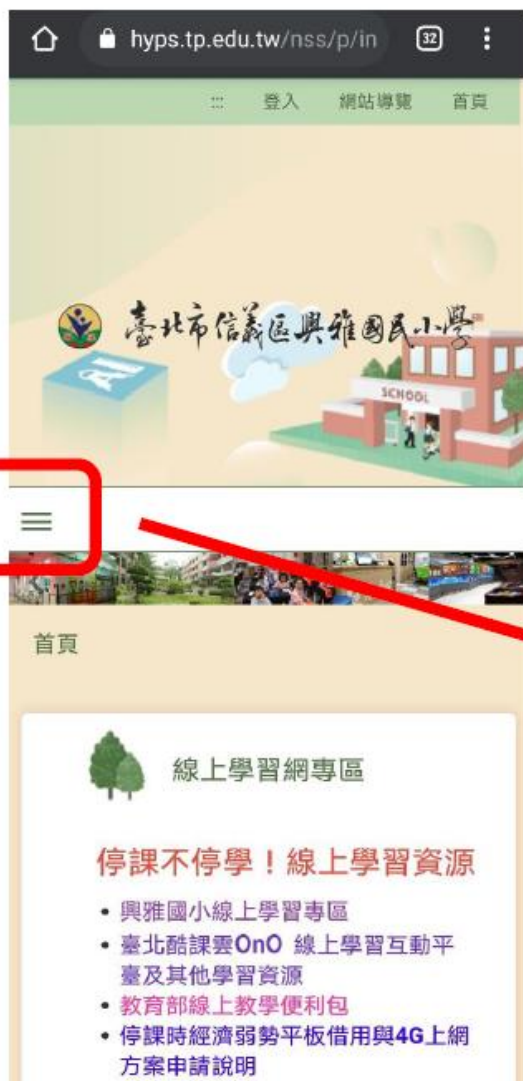 hyps.tp.edu.tw/nss/p/in
32
::: 登入 網站導覽 首頁
臺北市信義區興雅國民小學
SCHOOL
首頁
線上學習網專區
停課不停學！線上學習資源
• 興雅國小線上學習專區
• 臺北酷課雲OnO 線上學習互動平
臺及其他學習資源
• 教育部線上教學便利包
• 停課時經濟弱勢平板借用與4G上網
方案申請說明